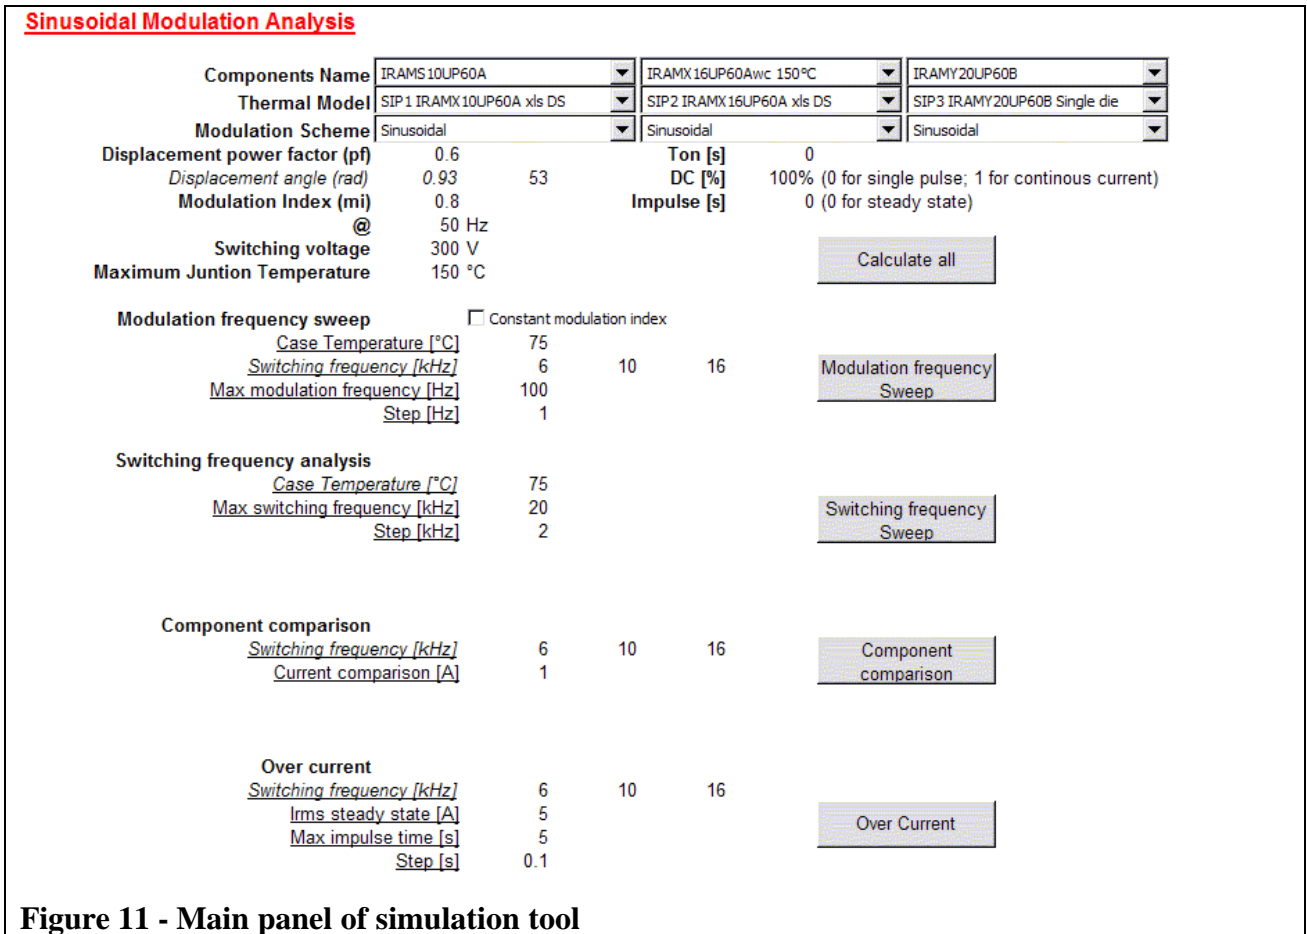 Sinusoidal Modulation Analysis
Components Name IRAMS10UP60A IRAMX16UP60Awc 150°C IRAMY20UP60B
Thermal Model SIP1 IRAMX10UP60A xls DS SIP2 IRAMX16UP60A xls DS SIP3 IRAMY20UP60B Single die
Modulation Scheme Sinusoidal Sinusoidal Sinusoidal
Displacement power factor (pf) 0.6 Ton [s] 0
Displacement angle (rad) 0.93 53 DC [%] 100% (0 for single pulse; 1 for continous current)
Modulation Index (mi) 0.8 Impulse [s] 0 (0 for steady state)
@ 50 Hz
Switching voltage 300 V
Calculate all
Maximum Juntion Temperature 150 °C
Modulation frequency sweep Constant modulation index
Case Temperature [°C] 75
Switching frequency [kHz] 6 10 16 Modulation frequency
Max modulation frequency [Hz] 100 Sweep
Step [Hz] 1
Switching frequency analysis
Case Temperature [°C] 75
Max switching frequency [kHz] 20 Switching frequency
Step [kHz] 2 Sweep
Component comparison
Switching frequency [kHz] 6 10 16 Component
Current comparison [A] 1 comparison
Over current
Switching frequency [kHz] 6 10 16
Irms steady state [A] 5 Over Current
Max impulse time [s] 5
Step [s] 0.1
Figure 11 - Main panel of simulation tool